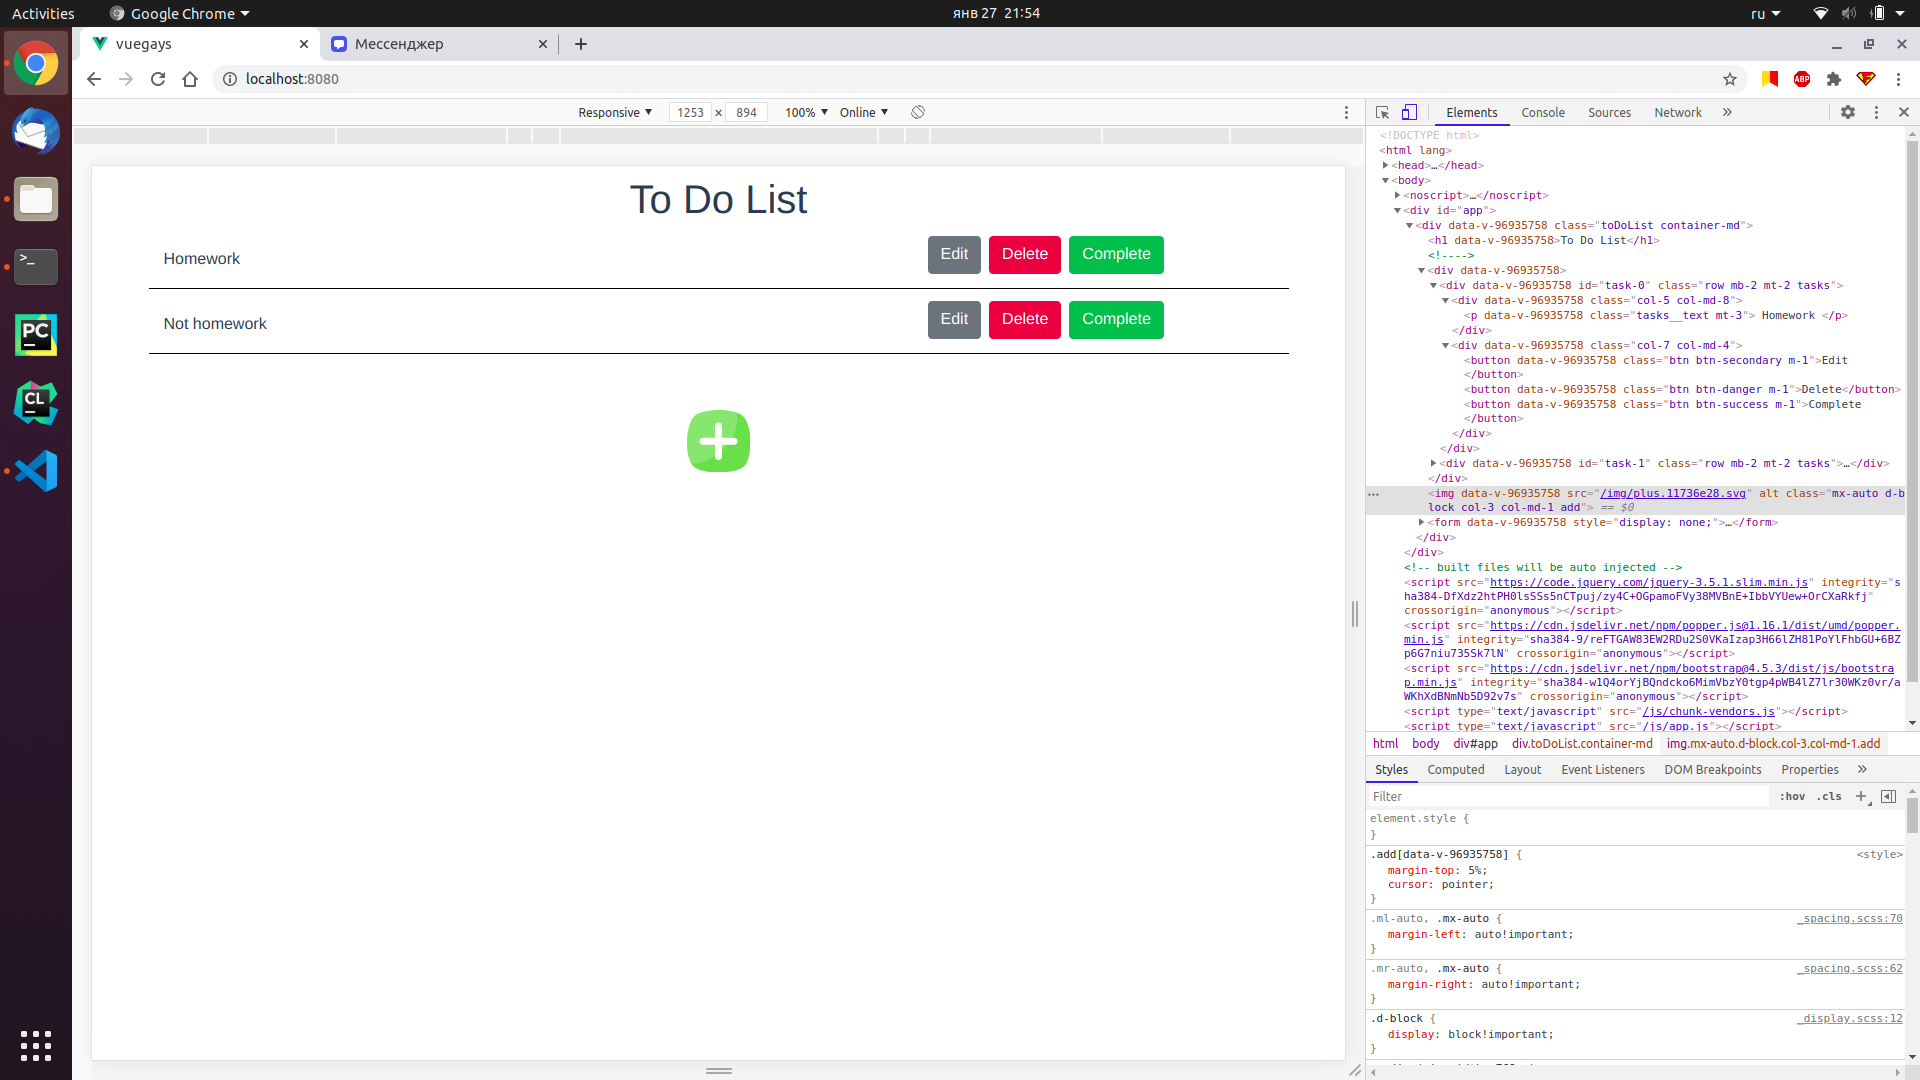 Activities
Google Chrome
янв 27 21:54
ru
vuegays
Мессенджер
localhost:8080
ABP
Responsive
1253 × 894
100%
Online
To Do List
Homework
Edit
Delete
Complete
Not homework
Edit
Delete
Complete
PC
CL
Elements
Console
Sources
Network
<!DOCTYPE html>
<html lang>
<head>…</head>
<body>
<noscript>…</noscript>
<div id="app">
<div data-v-96935758 class="toDoList container-md">
<h1 data-v-96935758>To Do List</h1>
<!---->
<div data-v-96935758>
<div data-v-96935758 id="task-0" class="row mb-2 mt-2 tasks">
<div data-v-96935758 class="col-5 col-md-8">
<p data-v-96935758 class="tasks__text mt-3"> Homework </p>
</div>
<div data-v-96935758 class="col-7 col-md-4">
<button data-v-96935758 class="btn btn-secondary m-1">Edit
</button>
<button data-v-96935758 class="btn btn-danger m-1">Delete</button>
<button data-v-96935758 class="btn btn-success m-1">Complete
</button>
</div>
</div>
<div data-v-96935758 id="task-1" class="row mb-2 mt-2 tasks">…</div>
</div>
<img data-v-96935758 src="/img/plus.11736e28.svg" alt class="mx-auto d-b
lock col-3 col-md-1 add"> == $0
<form data-v-96935758 style="display: none;">…</form>
</div>
</div>
<!-- built files will be auto injected -->
<script src="https://code.jquery.com/jquery-3.5.1.slim.min.js" integrity="s
ha384-DfXdz2htPH0lsSSs5nCTpuj/zy4C+OGpamoFVy38MVBnE+IbbVYUew+OrCXaRkfj"
crossorigin="anonymous"></script>
<script src="https://cdn.jsdelivr.net/npm/popper.js@1.16.1/dist/umd/popper.
min.js" integrity="sha384-9/reFTGAW83EW2RDu2S0VKaIzap3H66lZH81PoYlFhbGU+6BZ
p6G7niu735Sk7lN" crossorigin="anonymous"></script>
<script src="https://cdn.jsdelivr.net/npm/bootstrap@4.5.3/dist/js/bootstra
p.min.js" integrity="sha384-w1Q4orYjBQndcko6MimVbzY0tgp4pWB4lZ7lr30WKz0vr/a
WKhXdBNmNb5D92v7s" crossorigin="anonymous"></script>
<script type="text/javascript" src="/js/chunk-vendors.js"></script>
<script type="text/javascript" src="/js/app.js"></script>
html body div#app div.toDoList.container-md img.mx-auto.d-block.col-3.col-md-1.add
Styles
Computed
Layout
Event Listeners
DOM Breakpoints
Properties
Filter
:hov .cls
element.style {
}
.add[data-v-96935758] { <style>
margin-top: 5%;
cursor: pointer;
}
.ml-auto, .mx-auto { _spacing.scss:70
margin-left: auto!important;
}
.mr-auto, .mx-auto { _spacing.scss:62
margin-right: auto!important;
}
.d-block { _display.scss:12
display: block!important;
}